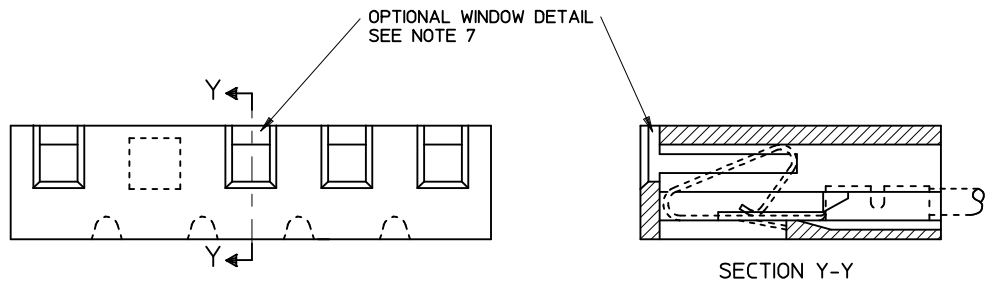 OPTIONAL WINDOW DETAIL
SEE NOTE 7
Y
Y
SECTION Y-Y